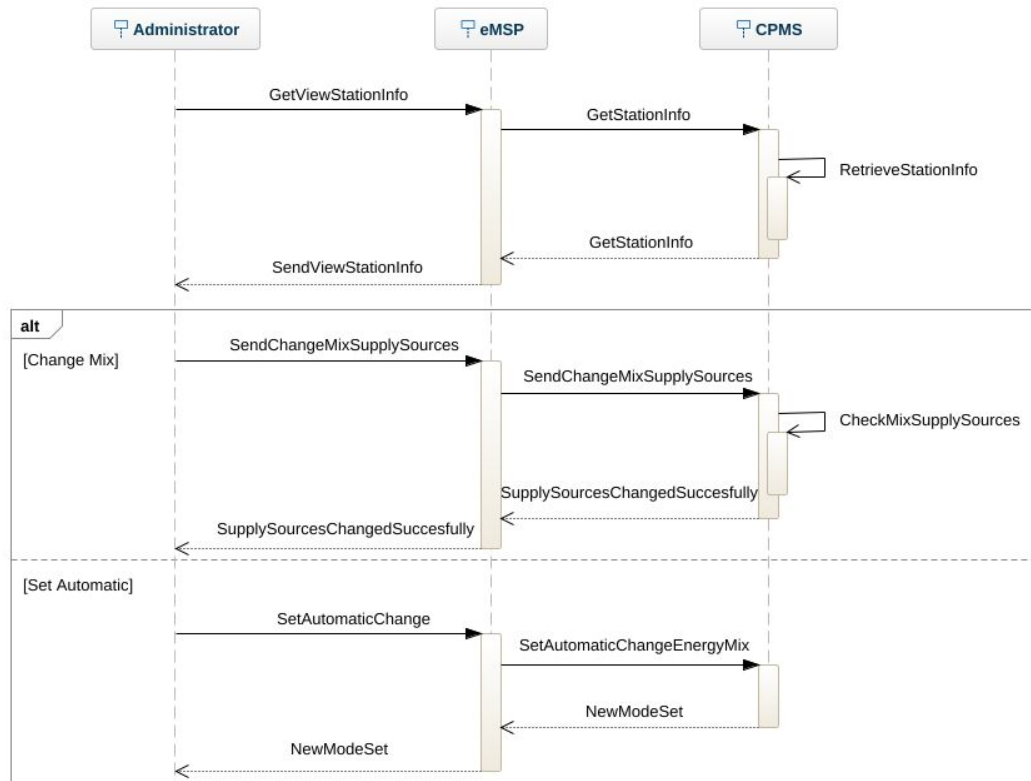 Administrator
eMSP
CPMS
GetViewStationInfo
GetStationInfo
RetrieveStationInfo
GetStationInfo
SendViewStationInfo
alt
[Change Mix]
SendChangeMixSupplySources
SendChangeMixSupplySources
CheckMixSupplySources
SupplySourcesChangedSuccesfully
SupplySourcesChangedSuccesfully
[Set Automatic]
SetAutomaticChange
SetAutomaticChangeEnergyMix
NewModeSet
NewModeSet